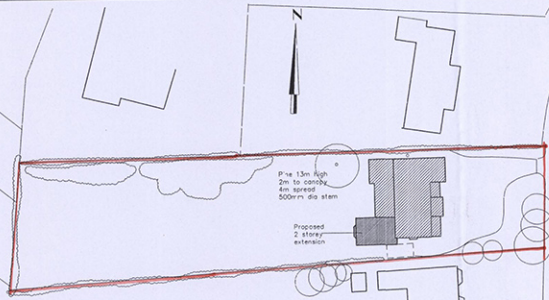 N
Pine 13m high
2m to canopy
4m spread
500mm dia stem
Proposed
2 storey
extension